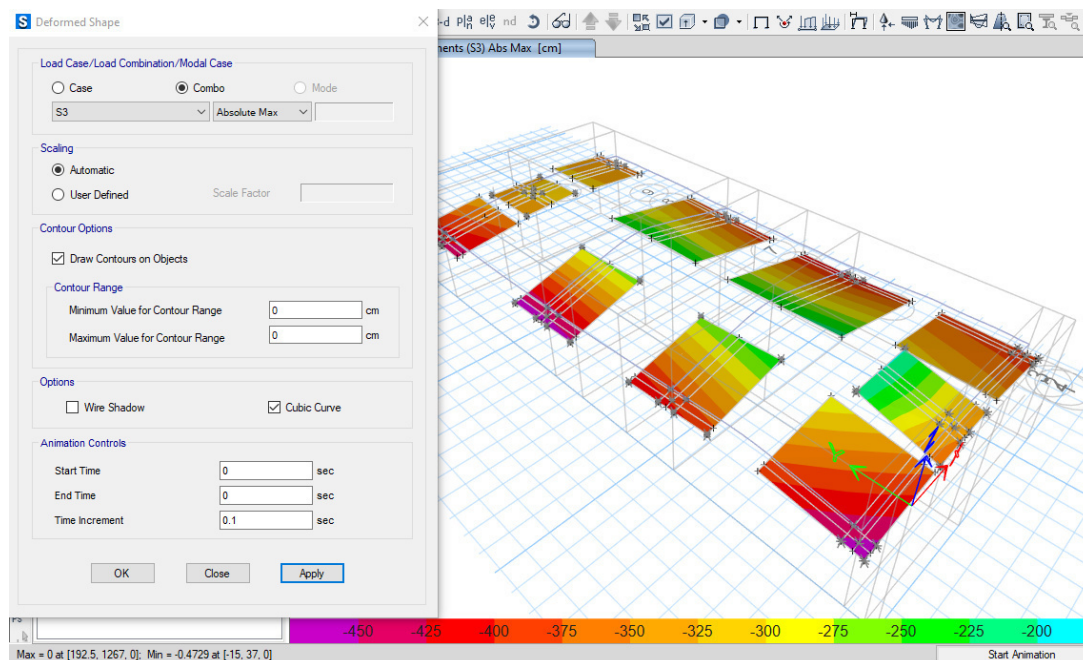 S Deformed Shape
-d pla n ele v nd
ments (S3) Abs Max [cm]
Load Case/Load Combination/Modal Case
Case Combo Mode
S3 Absolute Max
Scaling
Automatic
User Defined Scale Factor
Contour Options
Draw Contours on Objects
Contour Range
Minimum Value for Contour Range 0 cm
Maximum Value for Contour Range 0 cm
Options
Wire Shadow Cubic Curve
Animation Controls
Start Time 0 sec
End Time 0 sec
Time Increment 0.1 sec
OK Close Apply
-450 -425 -400 -375 -350 -325 -300 -275 -250 -225 -200
Max = 0 at [192.5, 1267, 0]; Min = -0.4729 at [-15, 37, 0] Start Animation